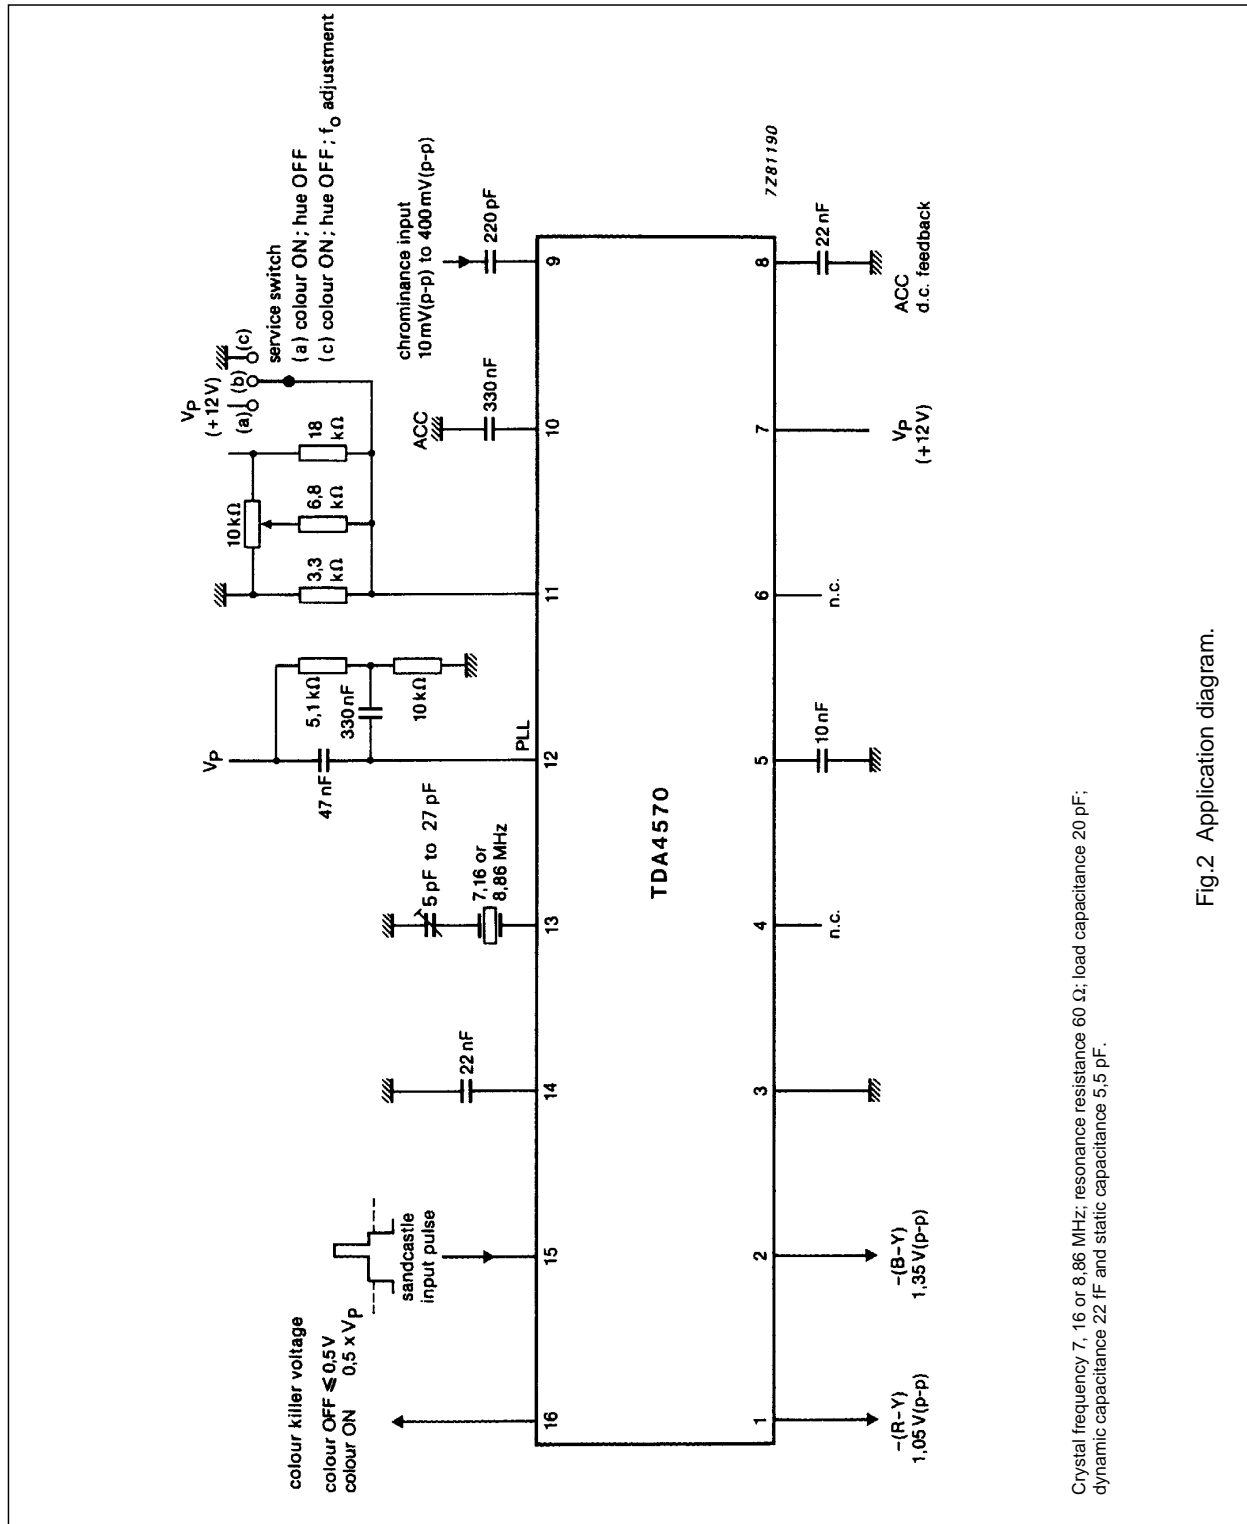 colour killer voltage
colour OFF ⩽ 0,5 V
colour ON 0,5 x VP
sandcastle
input pulse
22 nF
5 pF to 27 pF
7,16 or
8,86 MHz
VP
47 nF
5,1 kΩ
330 nF
10 kΩ
PLL
10 kΩ
3,3
kΩ
6,8
kΩ
18
kΩ
VP
(+12 V)
(a)
(b)
(c)
service switch
(a) colour ON; hue OFF
(c) colour ON; hue OFF; fo adjustment
ACC
330 nF
chrominance input
10 mV(p-p) to 400 mV(p-p)
220 pF
16
15
14
13
12
11
10
9
TDA4570
1
2
3
4
5
6
7
8
–(R–Y)
1,05 V(p-p)
–(B–Y)
1,35 V(p-p)
n.c.
10 nF
n.c.
VP
(+12 V)
22 nF
ACC
d.c. feedback
7Z81190
Crystal frequency 7, 16 or 8,86 MHz; resonance resistance 60 Ω; load capacitance 20 pF;
dynamic capacitance 22 fF and static capacitance 5,5 pF.
Fig.2 Application diagram.